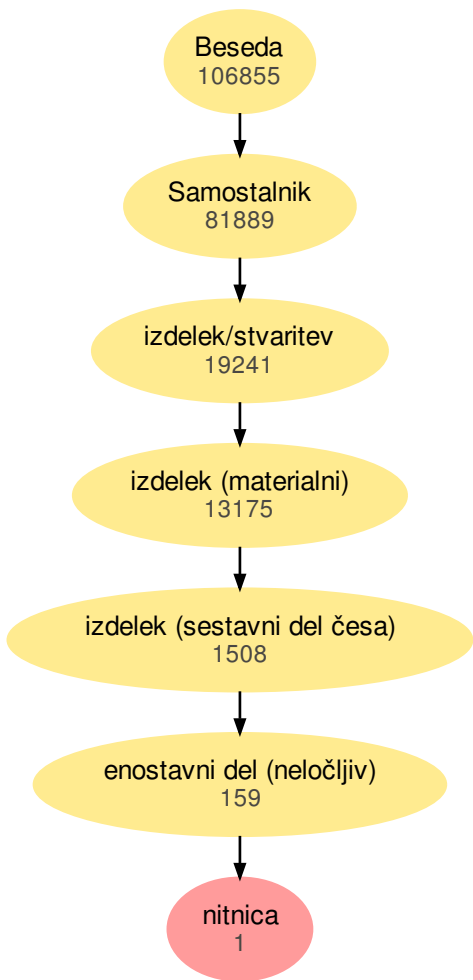 Beseda
106855
Samostalnik
81889
izdelek/stvaritev
19241
izdelek (materialni)
13175
izdelek (sestavni del česa)
1508
enostavni del (neločljiv)
159
nitnica
1